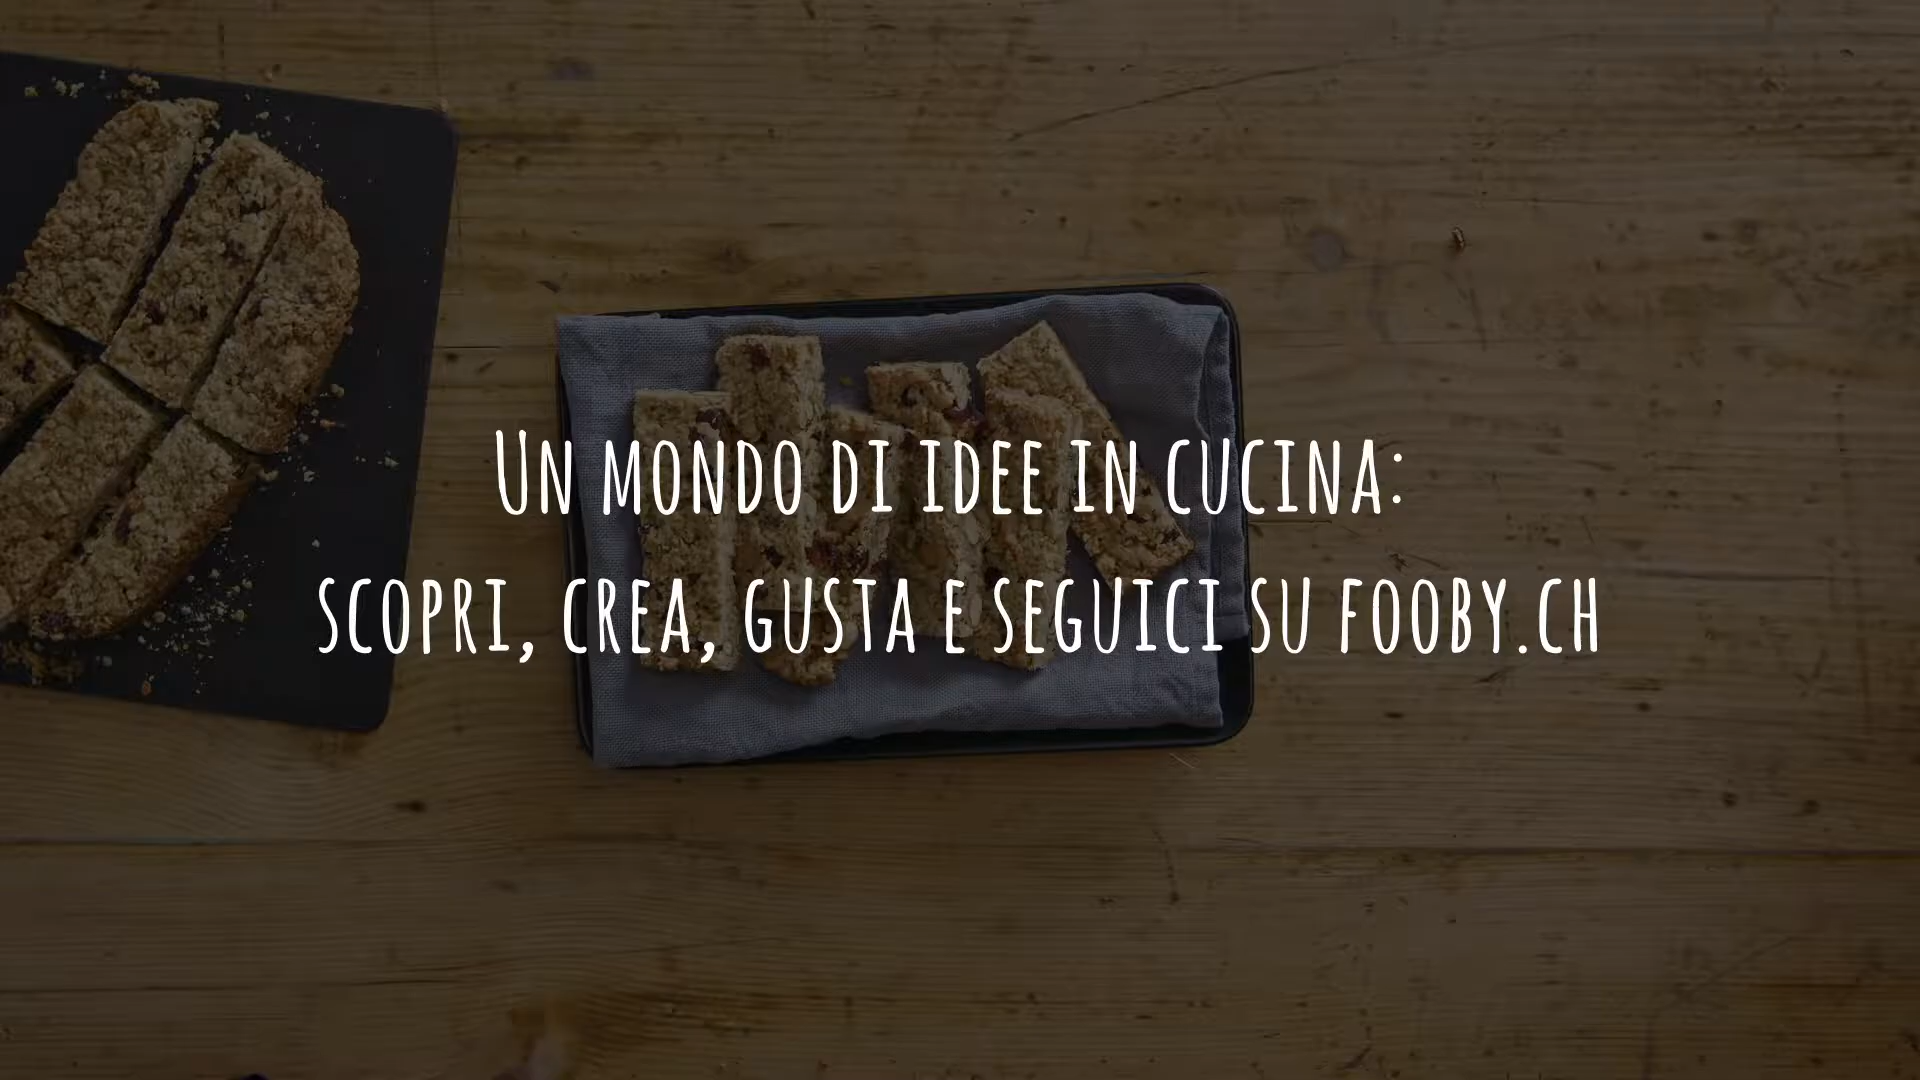 Un mondo di idee in cucina:
scopri, crea, gusta e seguici su fooby.ch